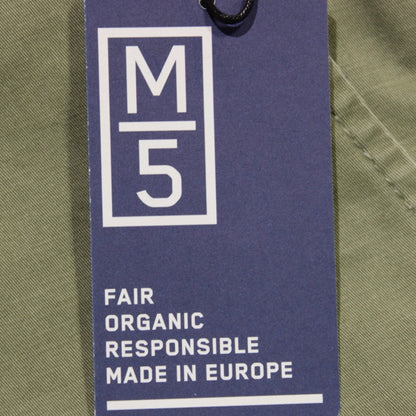 M
5
FAIR
ORGANIC
RESPONSIBLE
MADE IN EUROPE